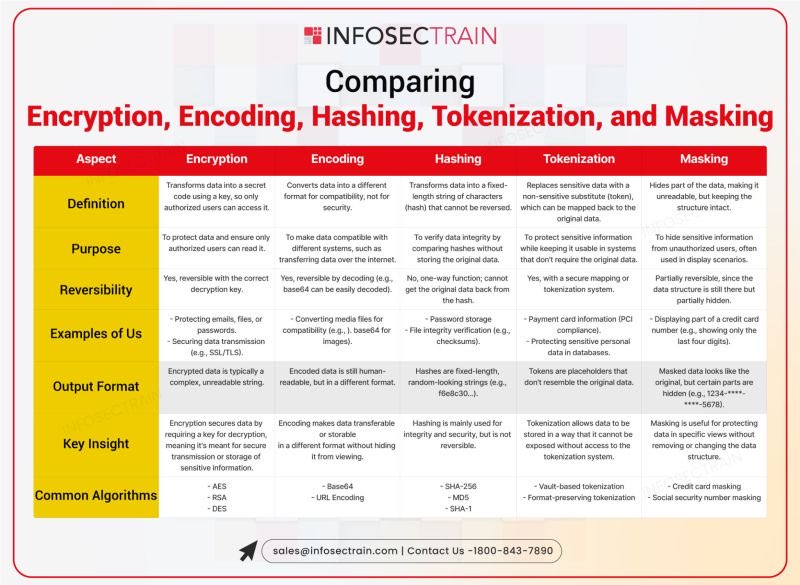 INFOSECTRAIN
Comparing
Encryption, Encoding, Hashing, Tokenization, and Masking
Aspect
Encryption
Encoding
Hashing
Tokenization
Masking
Definition
Transforms data into a secret
code using a key, so only
authorized users can access it.
Converts data into a different
format for compatibility, not for
security.
Transforms data into a fixed-
length string of characters
(hash) that cannot be reversed.
Replaces sensitive data with a
non-sensitive substitute (token),
which can be mapped back to the
original data.
Hides part of the data, making it
unreadable, but keeping the
structure intact.
Purpose
To protect data and ensure only
authorized users can read it.
To make data compatible with
different systems, such as
transferring data over the internet.
To verify data integrity by
comparing hashes without
storing the original data.
To protect sensitive information
while keeping it usable in systems
that don't require the original data.
To hide sensitive information
from unauthorized users, often
used in display scenarios.
Reversibility
Yes, reversible with the correct
decryption key.
Yes, reversible by decoding (e.g.,
base64 can be easily decoded).
No, one-way function; cannot
get the original data back from
the hash.
Yes, with a secure mapping or
tokenization system.
Partially reversible, since the
data structure is still there but
partially hidden.
Examples of Us
- Protecting emails, files, or
passwords.
- Securing data transmission
(e.g., SSL/TLS).
- Converting media files for
compatibility (e.g., ). base64 for
images).
- Password storage
- File integrity verification (e.g.,
checksums).
- Payment card information (PCI
compliance).
- Protecting sensitive personal
data in databases.
- Displaying part of a credit card
number (e.g., showing only the
last four digits).
Output Format
Encrypted data is typically a
complex, unreadable string.
Encoded data is still human-
readable, but in a different format.
Hashes are fixed-length,
random-looking strings (e.g.,
f6e8c30...).
Tokens are placeholders that
don't resemble the original data.
Masked data looks like the
original, but certain parts are
hidden (e.g., 1234-****-
****-5678).
Key Insight
Encryption secures data by
requiring a key for decryption,
meaning it's meant for secure
transmission or storage of
sensitive information.
Encoding makes data transferable
or storable
in a different format without hiding
it from viewing.
Hashing is mainly used for
integrity and security, but is not
reversible.
Tokenization allows data to
be stored in a way that it cannot be
exposed without access to the
tokenization system.
Masking is useful for protecting
data in specific views without
removing or changing the data
structure.
Common Algorithms
- AES
- RSA
- DES
- Base64
- URL Encoding
- SHA-256
- MD5
- SHA-1
- Vault-based tokenization
- Format-preserving tokenization
- Credit card masking
- Social security number masking
sales@infosectrain.com | Contact Us -1800-843-7890